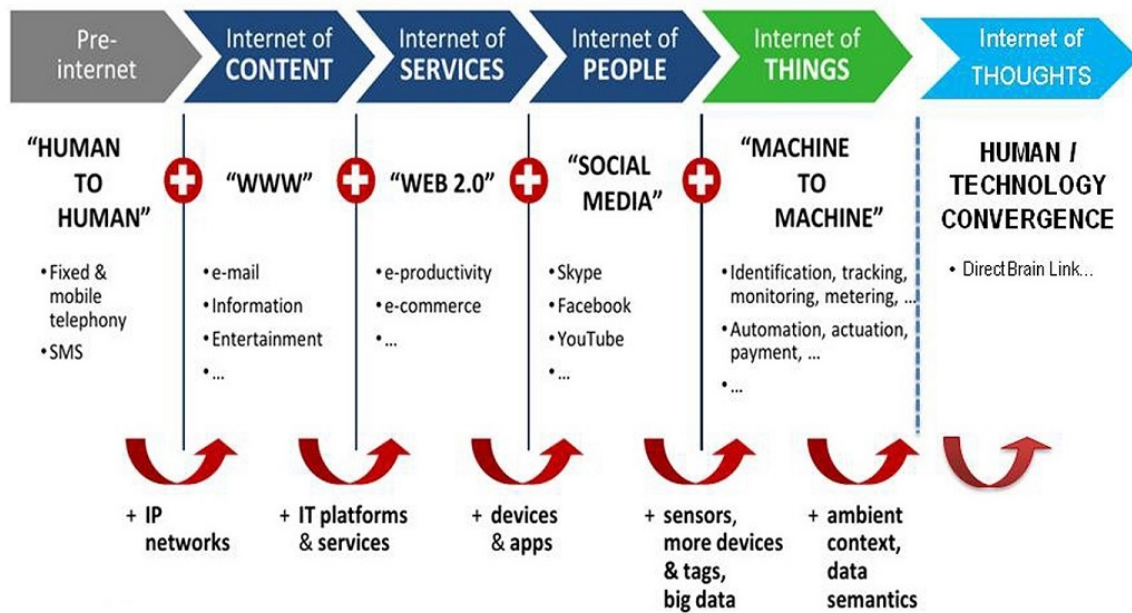 Pre-
internet
Internet of
CONTENT
Internet of
SERVICES
Internet of
PEOPLE
Internet of
THINGS
Internet of
THOUGHTS
“HUMAN
TO
HUMAN”
“WWW”
“WEB 2.0”
“SOCIAL
MEDIA”
“MACHINE
TO
MACHINE”
HUMAN /
TECHNOLOGY
CONVERGENCE
• Fixed &
mobile
telephony
• SMS
• e-mail
• Information
• Entertainment
• ...
• e-productivity
• e-commerce
• ...
• Skype
• Facebook
• YouTube
• ...
• Identification, tracking,
monitoring, metering, ...
• Automation, actuation,
payment, ...
• ...
• Direct Brain Link...
+ IP
networks
+ IT platforms
& services
+ devices
& apps
+ sensors,
more devices
& tags,
big data
+ ambient
context,
data
semantics